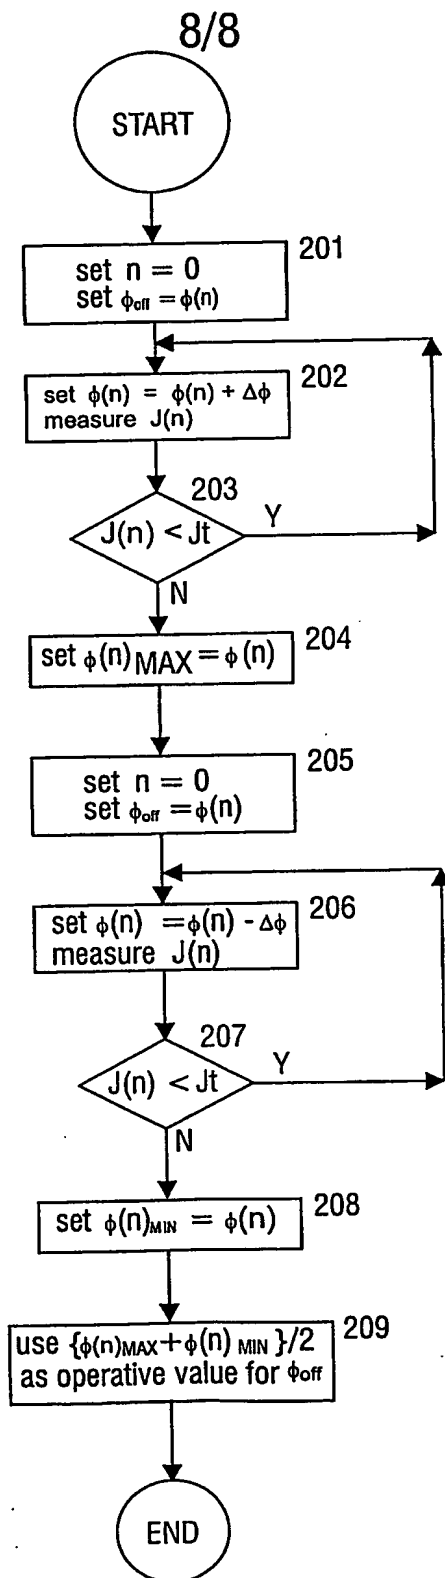 8/8
START
201
set n = 0
set ϕoff = ϕ(n)
202
set ϕ(n) = ϕ(n) + Δϕ
measure J(n)
203
J(n) < Jt
Y
N
204
set ϕ(n)MAX = ϕ(n)
205
set n = 0
set ϕoff = ϕ(n)
206
set ϕ(n) = ϕ(n) - Δϕ
measure J(n)
207
J(n) < Jt
Y
N
208
set ϕ(n)MIN = ϕ(n)
209
use {ϕ(n)MAX + ϕ(n) MIN }/2
as operative value for ϕoff
END